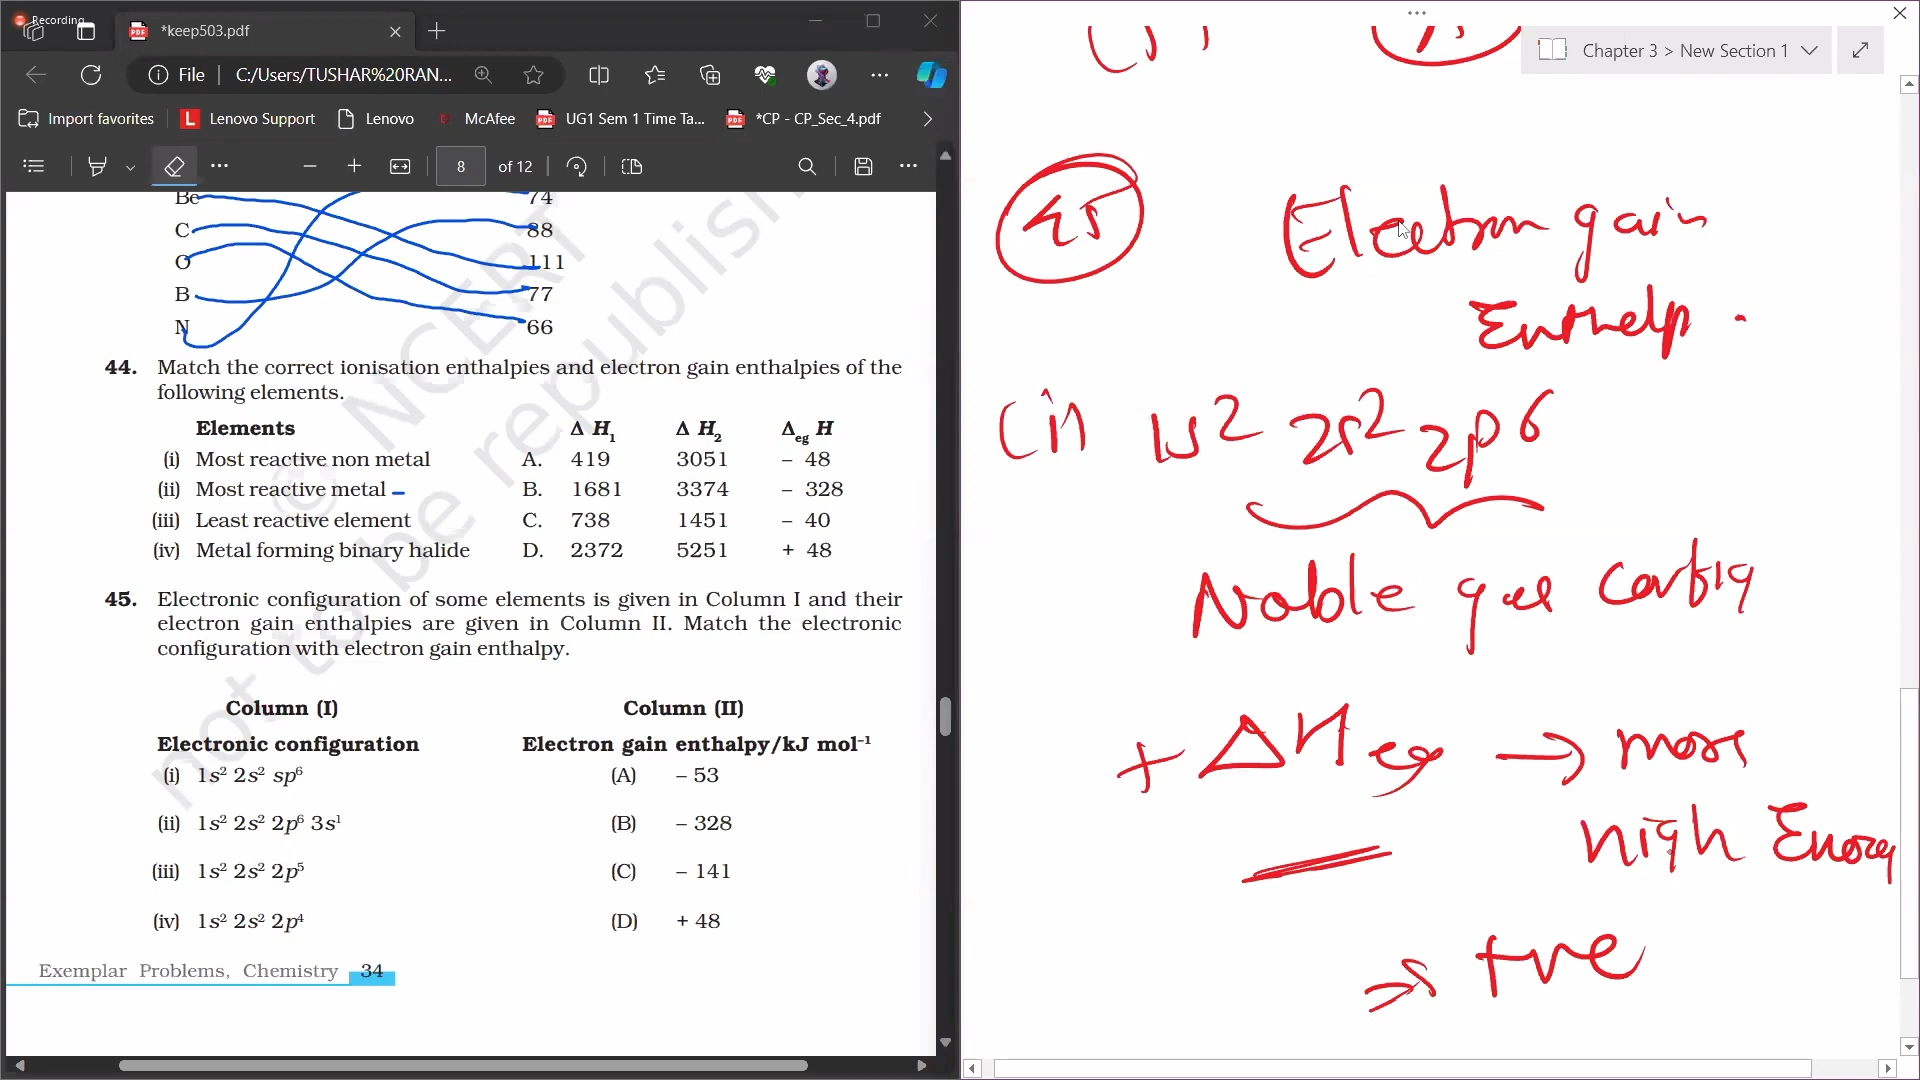 Recording
*keep503.pdf
File C:/Users/TUSHAR%20RAN...
Import favorites Lenovo Support Lenovo McAfee UG1 Sem 1 Time Ta... *CP - CP_Sec_4.pdf
8 of 12
Be 74
C 88
O 111
B 77
N 66
44. Match the correct ionisation enthalpies and electron gain enthalpies of the
following elements.
Elements Δ H₁ Δ H₂ Δeg H
(i) Most reactive non metal A. 419 3051 – 48
(ii) Most reactive metal B. 1681 3374 – 328
(iii) Least reactive element C. 738 1451 – 40
(iv) Metal forming binary halide D. 2372 5251 + 48
45. Electronic configuration of some elements is given in Column I and their
electron gain enthalpies are given in Column II. Match the electronic
configuration with electron gain enthalpy.
Column (I) Column (II)
Electronic configuration Electron gain enthalpy/kJ mol⁻¹
(i) 1s² 2s² sp⁶ (A) – 53
(ii) 1s² 2s² 2p⁶ 3s¹ (B) – 328
(iii) 1s² 2s² 2p⁵ (C) – 141
(iv) 1s² 2s² 2p⁴ (D) + 48
Exemplar Problems, Chemistry 34
© NCERT
not to be republish
Chapter 3 > New Section 1
45 Electron gain
Enthelp .
(i) 1s² 2s² 2p6
Noble gas config
+ ΔHeg → more
high Energy
⇒ +ve